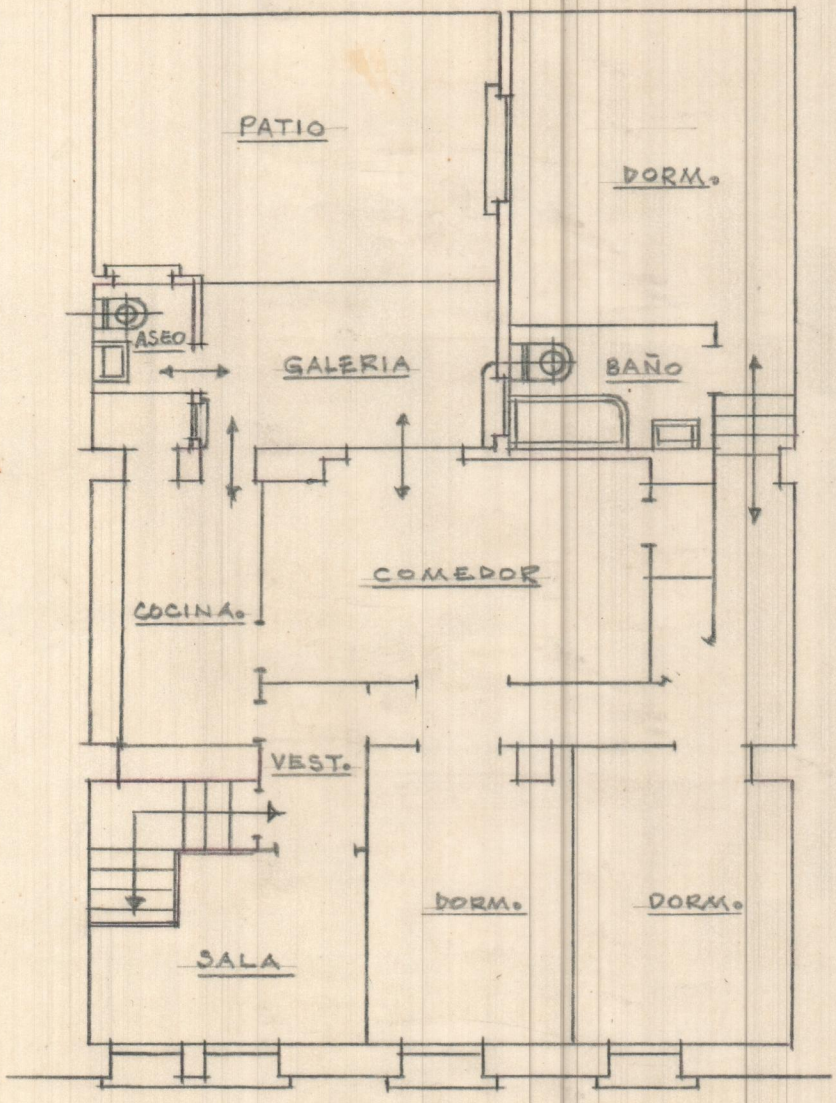 PATIO
DORM.
ASEO
GALERIA
BAÑO
COMEDOR
COCINA.
VEST.
DORM.
DORM.
SALA